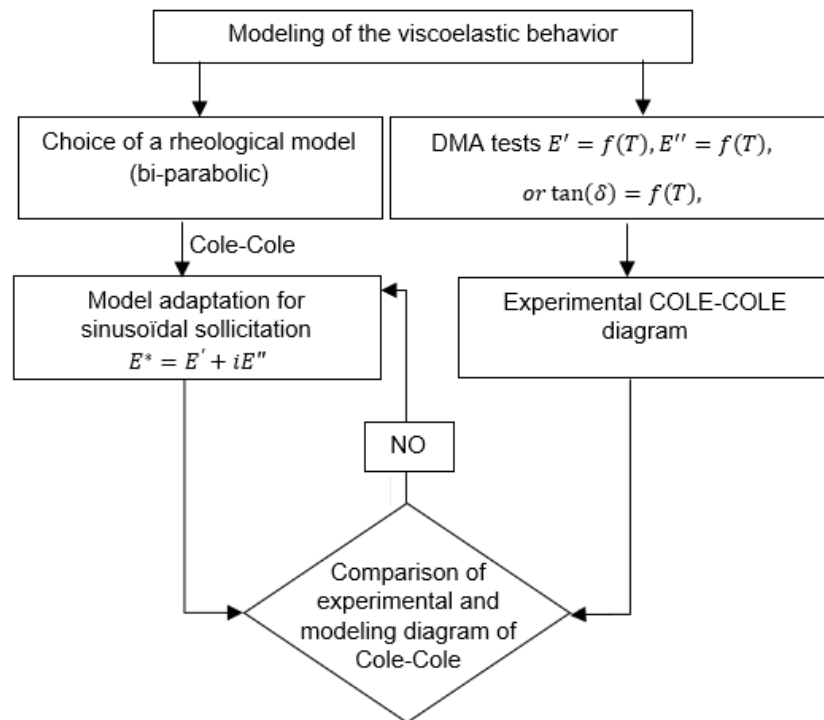 Modeling of the viscoelastic behavior
Choice of a rheological model
(bi-parabolic)
DMA tests E′ = f(T), E′′ = f(T),
or tan(δ) = f(T),
Cole-Cole
Model adaptation for
sinusoïdal sollicitation
E* = E′ + iE″
Experimental COLE-COLE
diagram
NO
Comparison of
experimental and
modeling diagram of
Cole-Cole